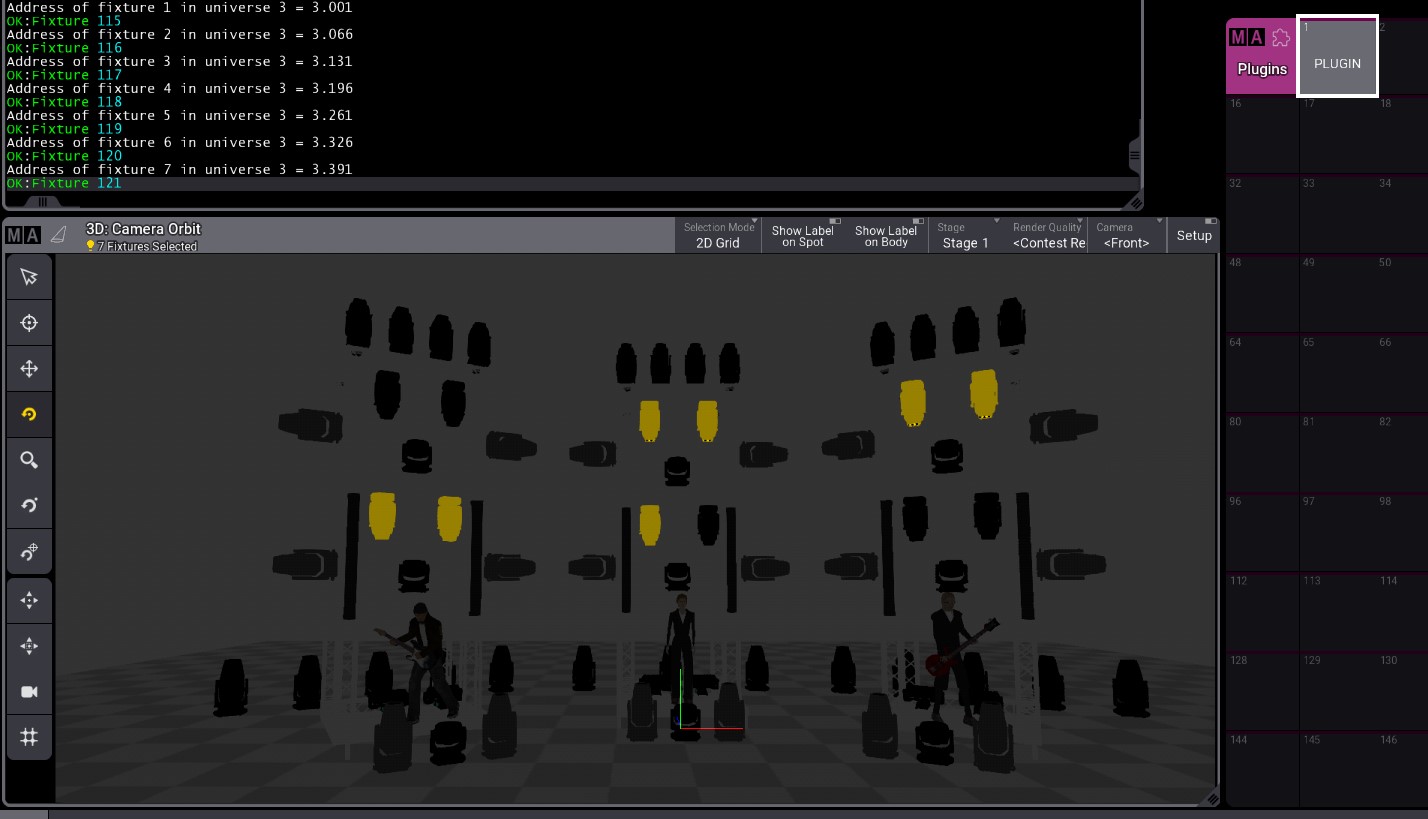 Address of fixture 1 in universe 3 = 3.001
OK:Fixture 115
Address of fixture 2 in universe 3 = 3.066
OK:Fixture 116
Address of fixture 3 in universe 3 = 3.131
OK:Fixture 117
Address of fixture 4 in universe 3 = 3.196
OK:Fixture 118
Address of fixture 5 in universe 3 = 3.261
OK:Fixture 119
Address of fixture 6 in universe 3 = 3.326
OK:Fixture 120
Address of fixture 7 in universe 3 = 3.391
OK:Fixture 121
MA
3D: Camera Orbit
7 Fixtures Selected
Selection Mode
2D Grid
Show Label
on Spot
Show Label
on Body
Stage
Stage 1
Render Quality
<Contest Re
Camera
<Front>
Setup
MA
Plugins
1
PLUGIN
2
16 17 18
32 33 34
48 49 50
64 65 66
80 81 82
96 97 98
112 113 114
128 129 130
144 145 146